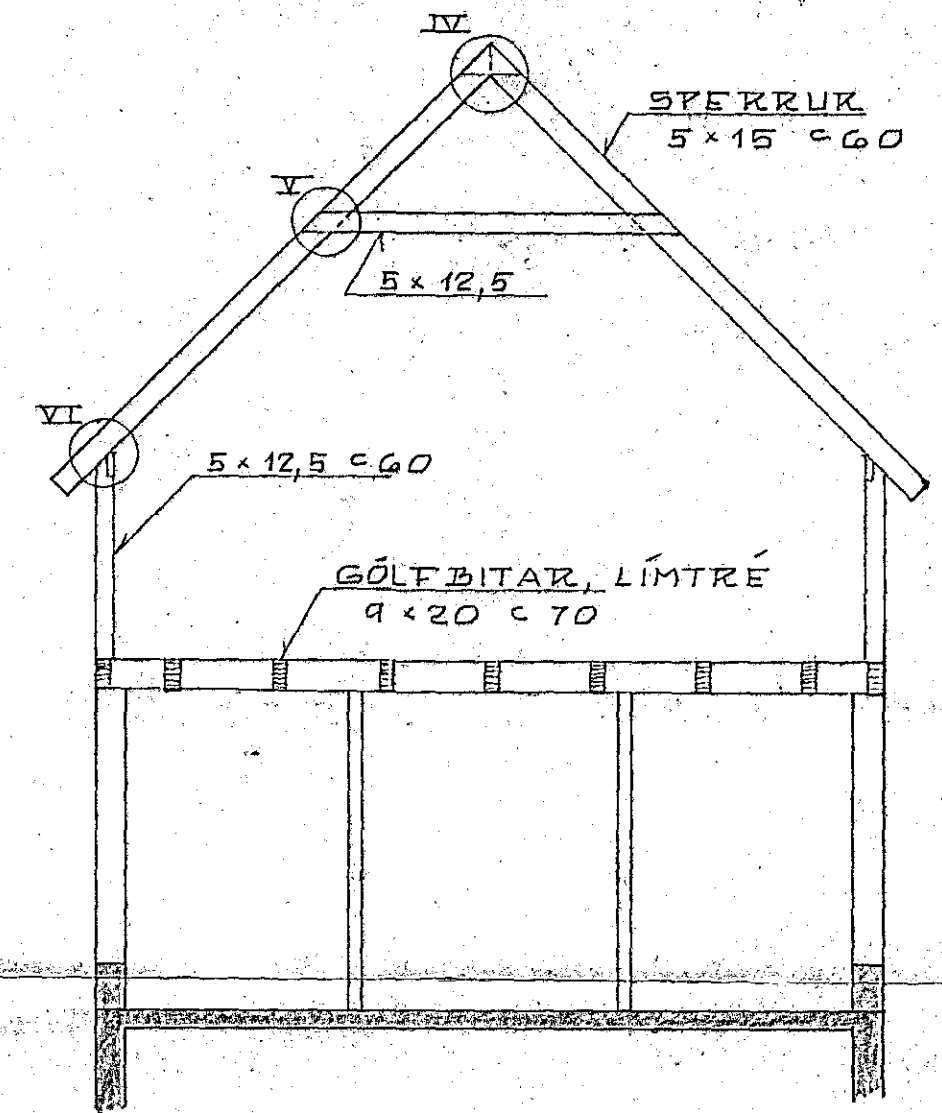 IV
SPERRUR
5 × 15 c 60
V
5 × 12,5
VI
5 × 12,5 c 60
GÓLFBITAR, LÍMTRÉ
9 × 20 c 70